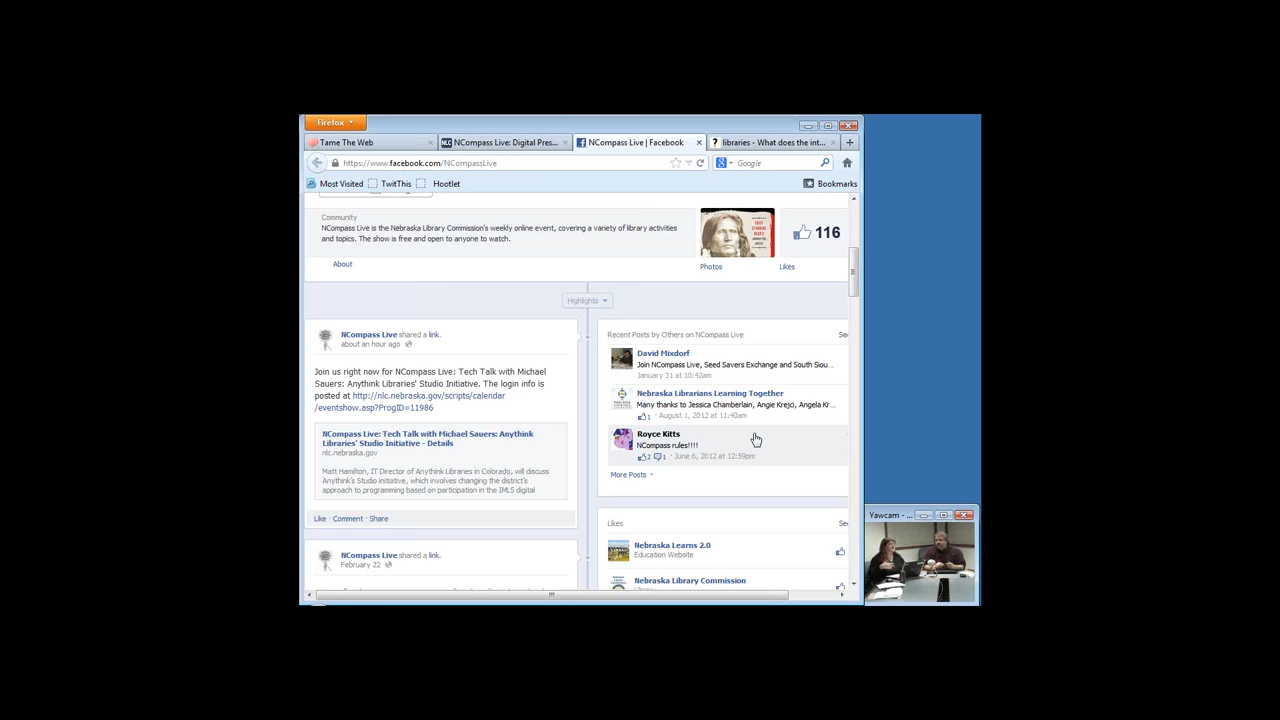 Firefox
Tame The Web
NCompass Live: Digital Pres...
NCompass Live | Facebook
libraries - What does the int...
https://www.facebook.com/NCompassLive
Google
Most Visited
TwitThis
Hootlet
Bookmarks
Community
NCompass Live is the Nebraska Library Commission's weekly online event, covering a variety of library activities
and topics. The show is free and open to anyone to watch.
About
Photos
116
Likes
Highlights
NCompass Live shared a link.
about an hour ago
Join us right now for NCompass Live: Tech Talk with Michael
Sauers: Anythink Libraries' Studio Initiative. The login info is
posted at http://nlc.nebraska.gov/scripts/calendar
/eventshow.asp?ProgID=11986
NCompass Live: Tech Talk with Michael Sauers: Anythink
Libraries' Studio Initiative - Details
nlc.nebraska.gov
Matt Hamilton, IT Director of Anythink Libraries in Colorado, will discuss
Anythink's Studio initiative, which involves changing the district's
approach to programming based on participation in the IMLS digital
Like · Comment · Share
NCompass Live shared a link.
February 22
Recent Posts by Others on NCompass Live
See
David Mixdorf
Join NCompass Live, Seed Savers Exchange and South Siou...
January 31 at 10:42am
Nebraska Librarians Learning Together
Many thanks to Jessica Chamberlain, Angie Krejci, Angela Kr...
1 · August 1, 2012 at 11:40am
Royce Kitts
NCompass rules!!!!
2 1 · June 6, 2012 at 12:59pm
More Posts
Likes
See
Nebraska Learns 2.0
Education Website
Nebraska Library Commission
Yawcam - ...